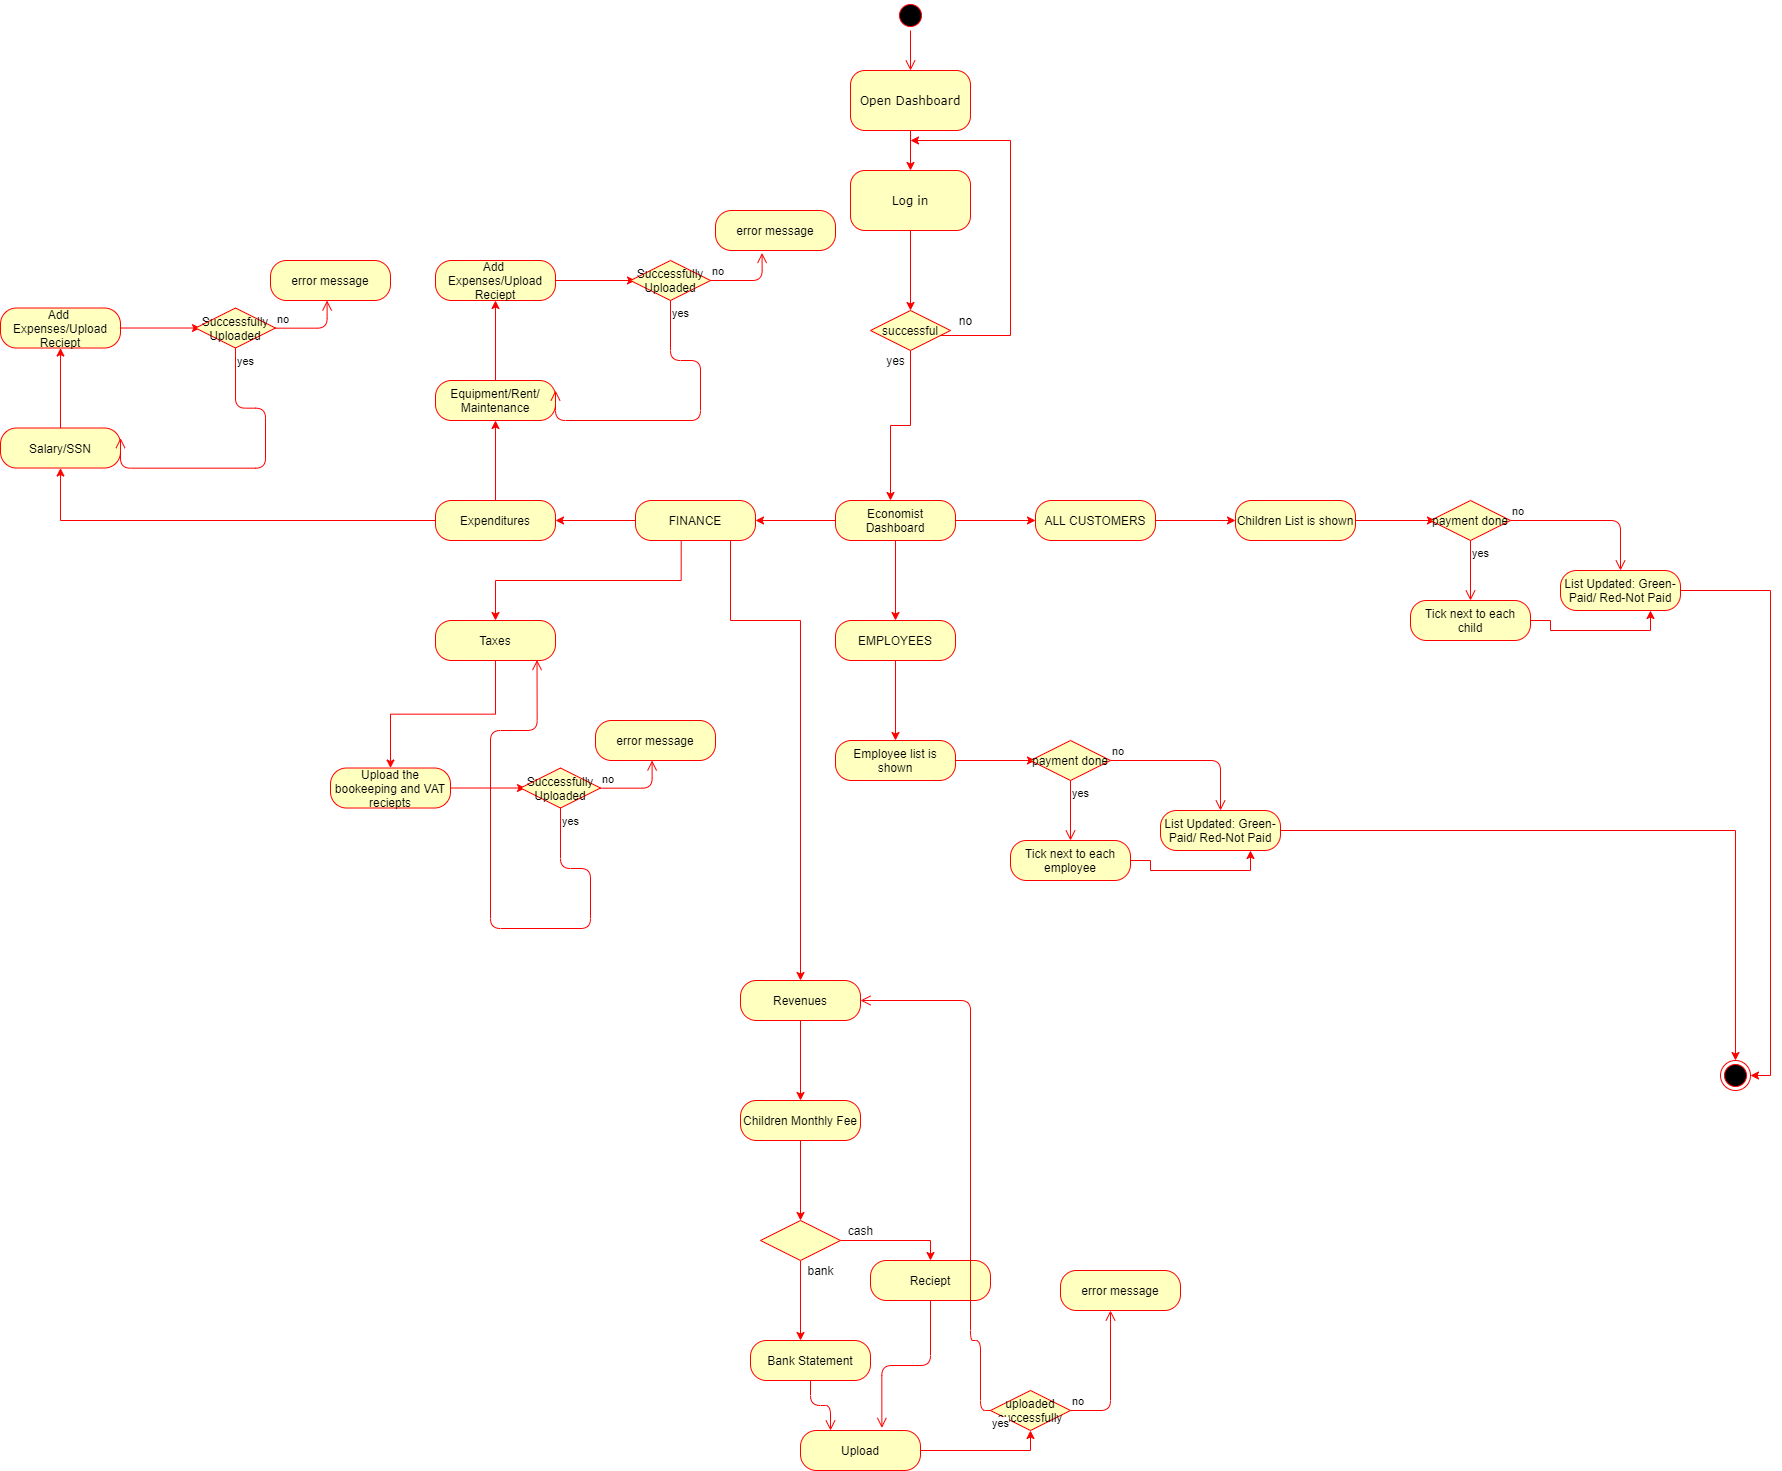 Open Dashboard
Log in
successful
no
yes
error message
Add
Expenses/Upload
Reciept
Successfully
Uploaded
no
yes
Equipment/Rent/
Maintenance
error message
Add
Expenses/Upload
Reciept
Successfully
Uploaded
no
yes
Salary/SSN
Expenditures
FINANCE
Economist
Dashboard
ALL CUSTOMERS
Children List is shown
payment done
no
yes
List Updated: Green-
Paid/ Red-Not Paid
Tick next to each
child
Taxes
EMPLOYEES
Employee list is
shown
payment done
no
yes
List Updated: Green-
Paid/ Red-Not Paid
Tick next to each
employee
error message
Upload the
bookeeping and VAT
reciepts
Successfully
Uploaded
no
yes
Revenues
Children Monthly Fee
cash
bank
Reciept
error message
Bank Statement
uploaded
successfully
no
yes
Upload